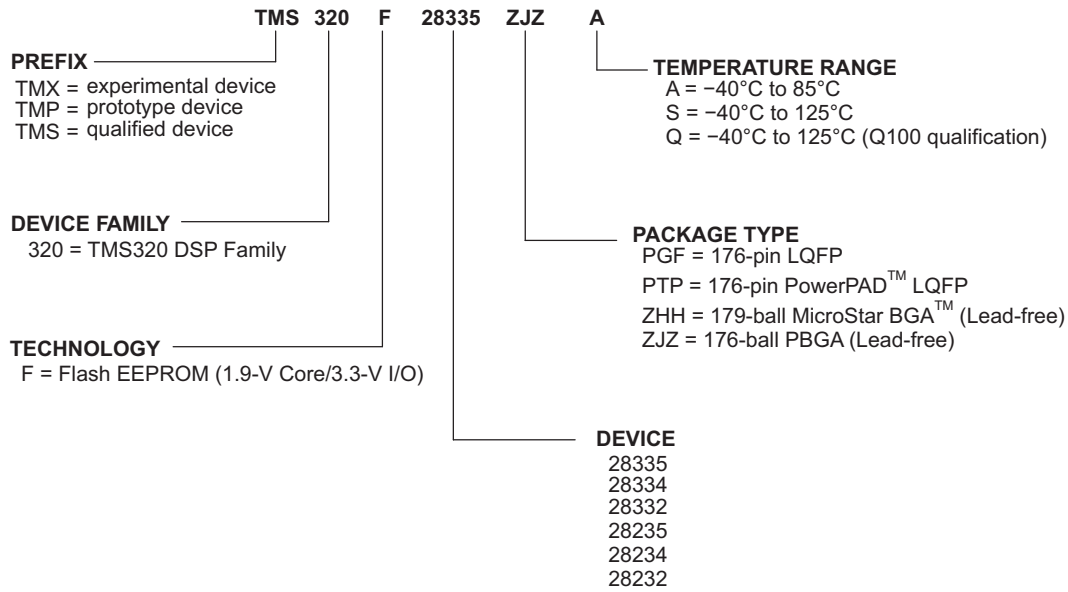 TMS 320 F 28335 ZJZ A
PREFIX
TMX = experimental device
TMP = prototype device
TMS = qualified device
TEMPERATURE RANGE
A = −40°C to 85°C
S = −40°C to 125°C
Q = −40°C to 125°C (Q100 qualification)
DEVICE FAMILY
320 = TMS320 DSP Family
PACKAGE TYPE
PGF = 176-pin LQFP
PTP = 176-pin PowerPAD™ LQFP
ZHH = 179-ball MicroStar BGA™ (Lead-free)
ZJZ = 176-ball PBGA (Lead-free)
TECHNOLOGY
F = Flash EEPROM (1.9-V Core/3.3-V I/O)
DEVICE
28335
28334
28332
28235
28234
28232